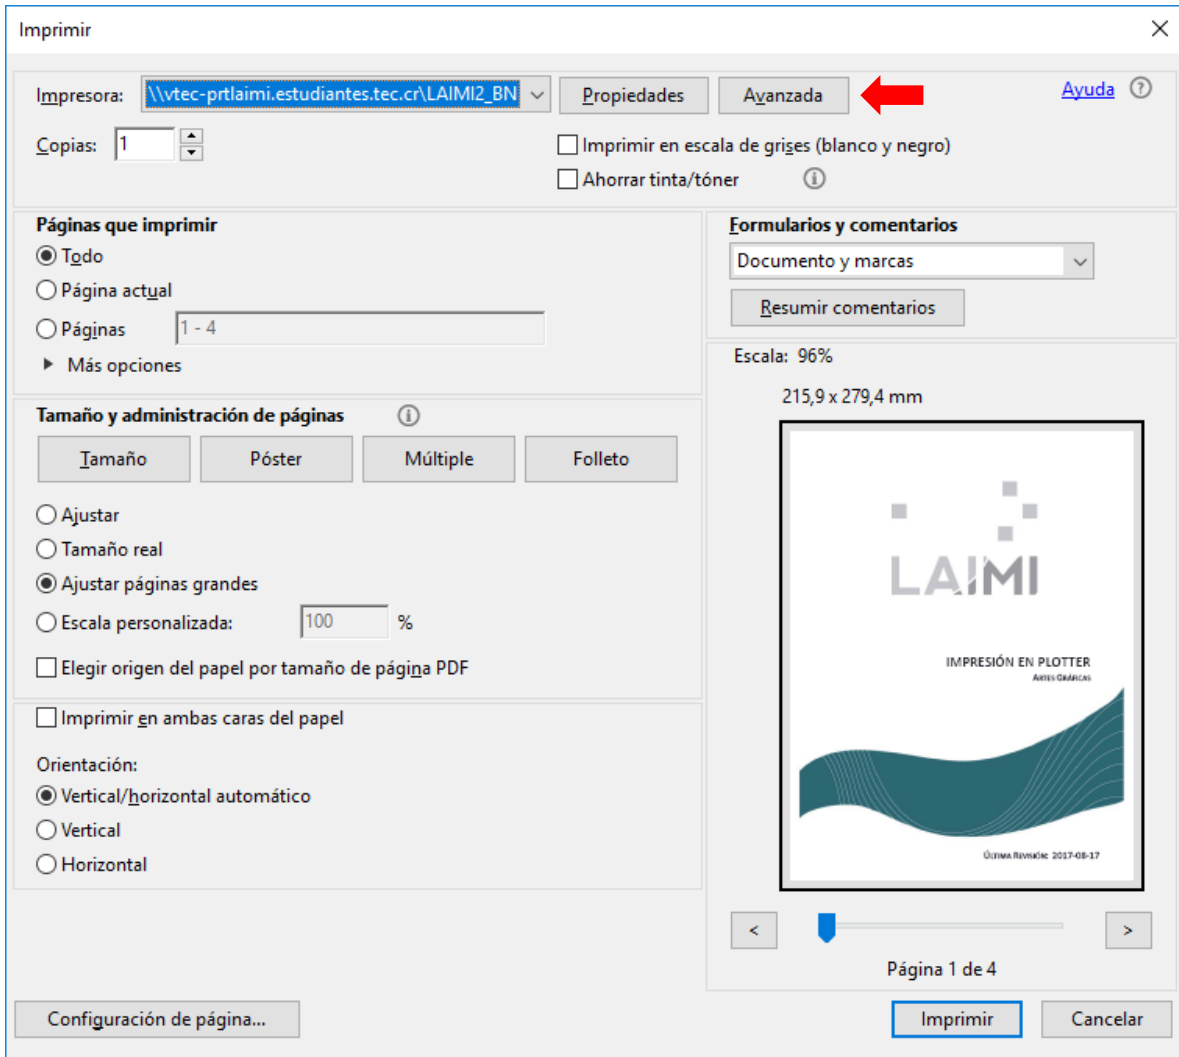 Imprimir
Impresora: \\vtec-prtlaimi.estudiantes.tec.cr\LAIMI2_BN Propiedades Avanzada Ayuda ?
Copias: 1 Imprimir en escala de grises (blanco y negro)
Ahorrar tinta/tóner i
Páginas que imprimir
Todo
Página actual
Páginas 1 - 4
Más opciones
Formularios y comentarios
Documento y marcas
Resumir comentarios
Tamaño y administración de páginas i
Tamaño Póster Múltiple Folleto
Ajustar
Tamaño real
Ajustar páginas grandes
Escala personalizada: 100 %
Elegir origen del papel por tamaño de página PDF
Imprimir en ambas caras del papel
Orientación:
Vertical/horizontal automático
Vertical
Horizontal
Escala: 96%
215,9 x 279,4 mm
LAIMI
IMPRESIÓN EN PLOTTER
ARTES GRÁFICAS
ÚLTIMA REVISIÓN: 2017-08-17
< >
Página 1 de 4
Configuración de página... Imprimir Cancelar